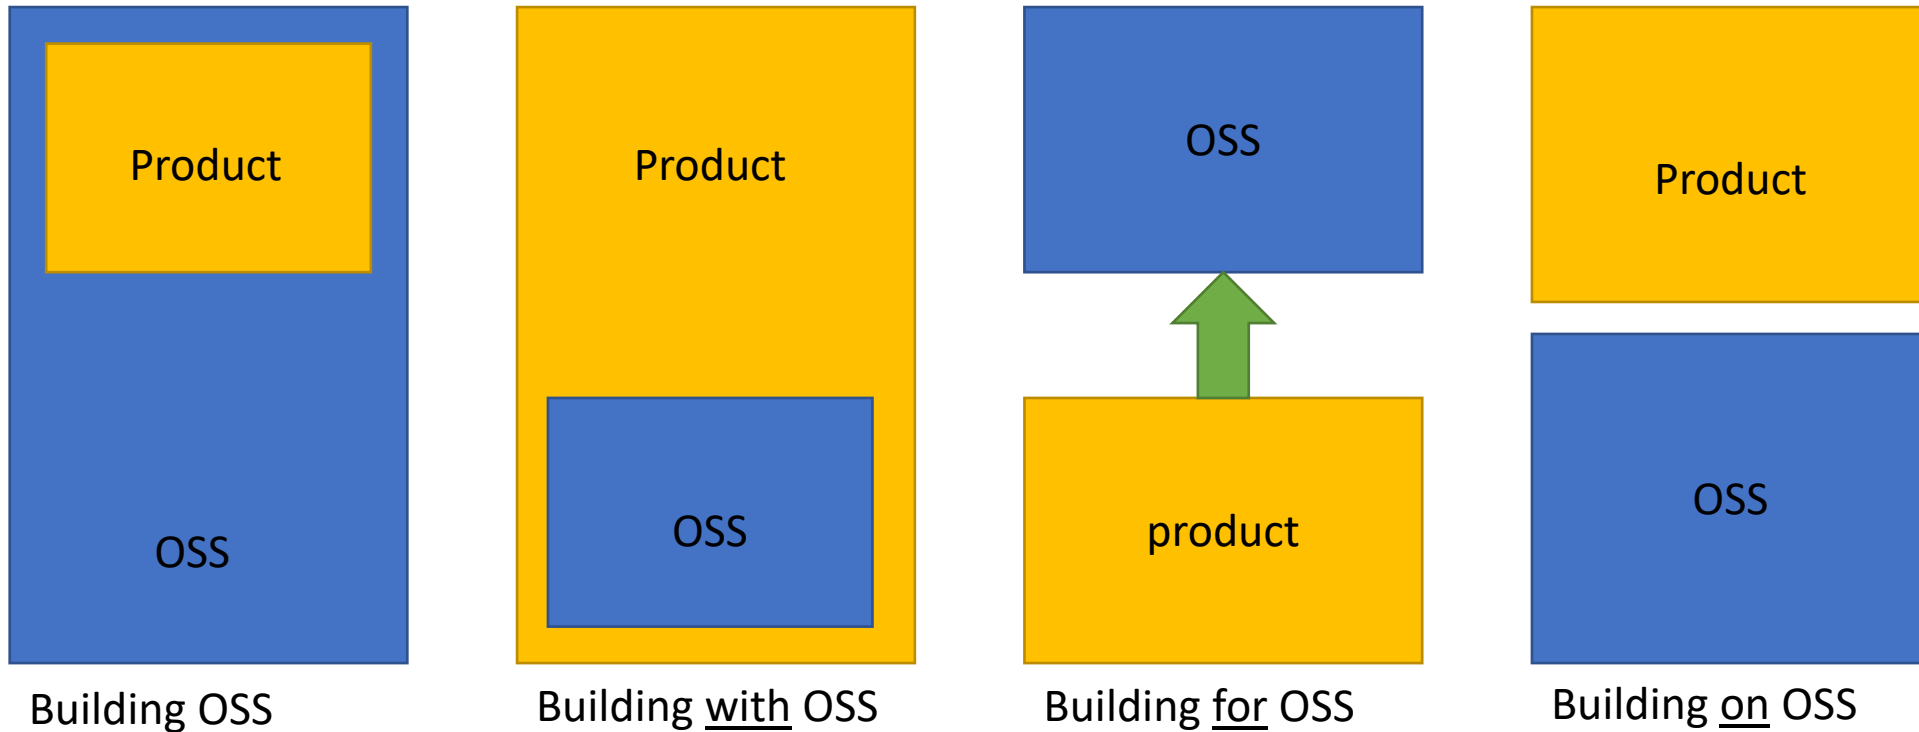 Product
OSS
Building OSS
Product
OSS
Building with OSS
OSS
product
Building for OSS
Product
OSS
Building on OSS